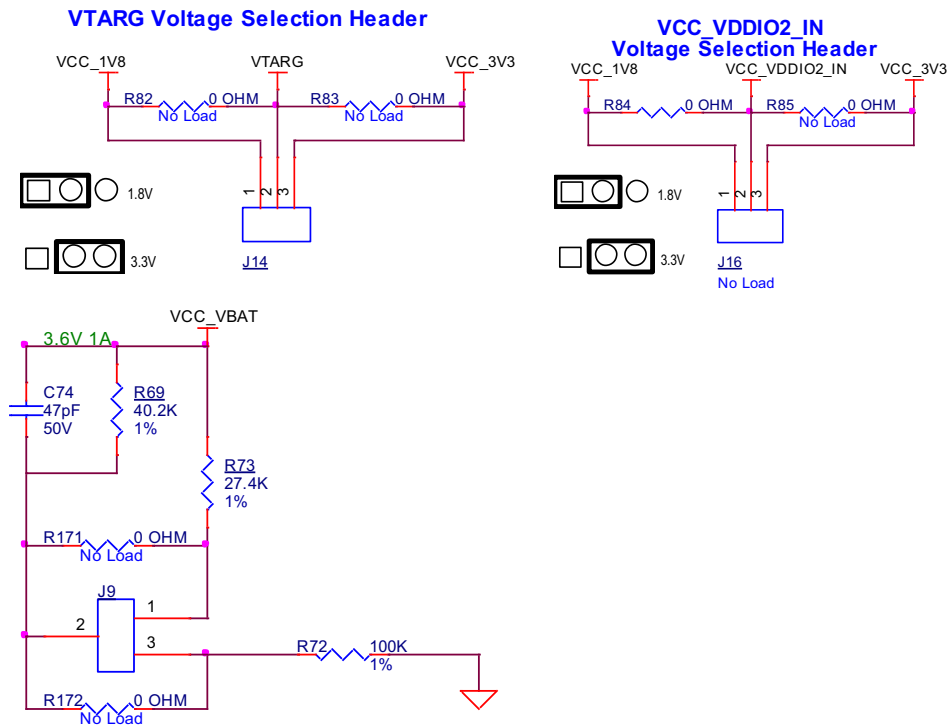 VTARG Voltage Selection Header
VCC_1V8
VTARG
VCC_3V3
R82
0 OHM
No Load
R83
0 OHM
No Load
1
2
3
1.8V
3.3V
J14
VCC_VDDIO2_IN
Voltage Selection Header
VCC_1V8
VCC_VDDIO2_IN
VCC_3V3
R84
0 OHM
R85
0 OHM
No Load
1
2
3
1.8V
3.3V
J16
No Load
VCC_VBAT
3.6V 1A
C74
47pF
50V
R69
40.2K
1%
R73
27.4K
1%
R171
0 OHM
No Load
J9
1
2
3
R72
100K
1%
R172
0 OHM
No Load